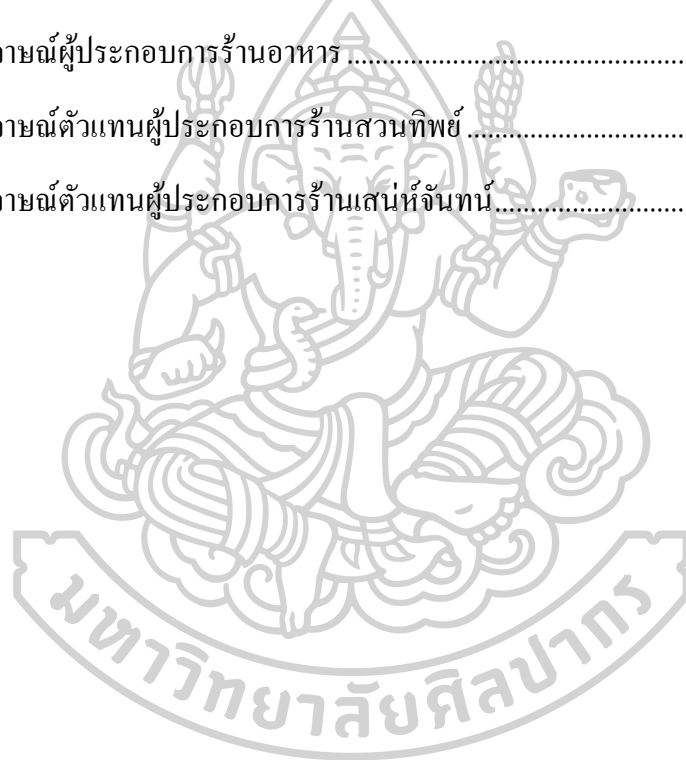 าษณ์ผู้ประกอบการร้านอาหาร ................................................
าษณ์ตัวแทนผู้ประกอบการร้านสวนทิพย์ ...............................
าษณ์ตัวแทนผู้ประกอบการร้านเสน่ห์จันทน์...........................
มหาวิทยาลัยศิลปากร